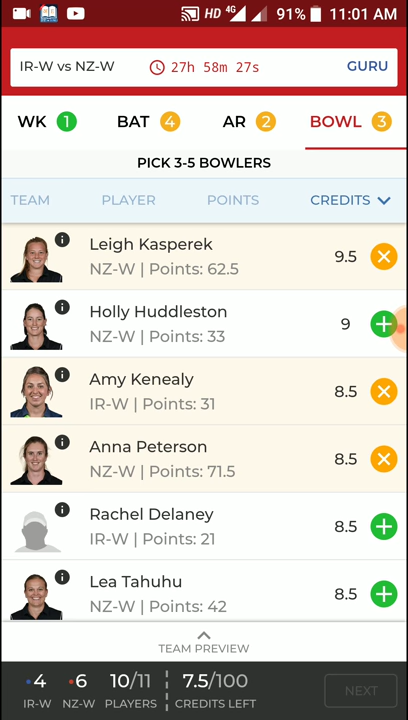 HD 4G 91% 11:01 AM
IR-W vs NZ-W 27h 58m 27s GURU
WK 1 BAT 4 AR 2 BOWL 3
PICK 3-5 BOWLERS
TEAM PLAYER POINTS CREDITS
Leigh Kasperek
NZ-W | Points: 62.5 9.5
Holly Huddleston
NZ-W | Points: 33 9
Amy Kenealy
IR-W | Points: 31 8.5
Anna Peterson
NZ-W | Points: 71.5 8.5
Rachel Delaney
IR-W | Points: 21 8.5
Lea Tahuhu
NZ-W | Points: 42 8.5
TEAM PREVIEW
4 6 10/11 7.5/100
IR-W NZ-W PLAYERS CREDITS LEFT NEXT